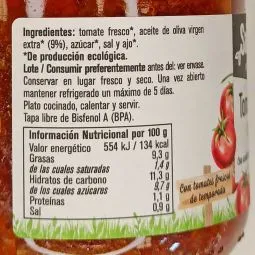 Ingredientes: tomate fresco*, aceite de oliva virgen
extra* (9%), azúcar*, sal y ajo*.
*De producción ecológica.
Lote / Consumir preferentemente antes del: ver envase.
Conservar en lugar fresco y seco. Una vez abierto
mantener refrigerado un máximo de 5 días.
Plato cocinado, calentar y servir.
Tapa libre de Bisfenol A (BPA).
Información Nutricional por 100 g
Valor energético 554 kJ / 134 kcal
Grasas 9,3 g
de las cuales saturadas 1,4 g
Hidratos de carbono 11,3 g
de los cuales azúcares 9,7 g
Proteínas 1,1 g
Sal 0,9 g
Tom
Con tomates frescos
de temporada